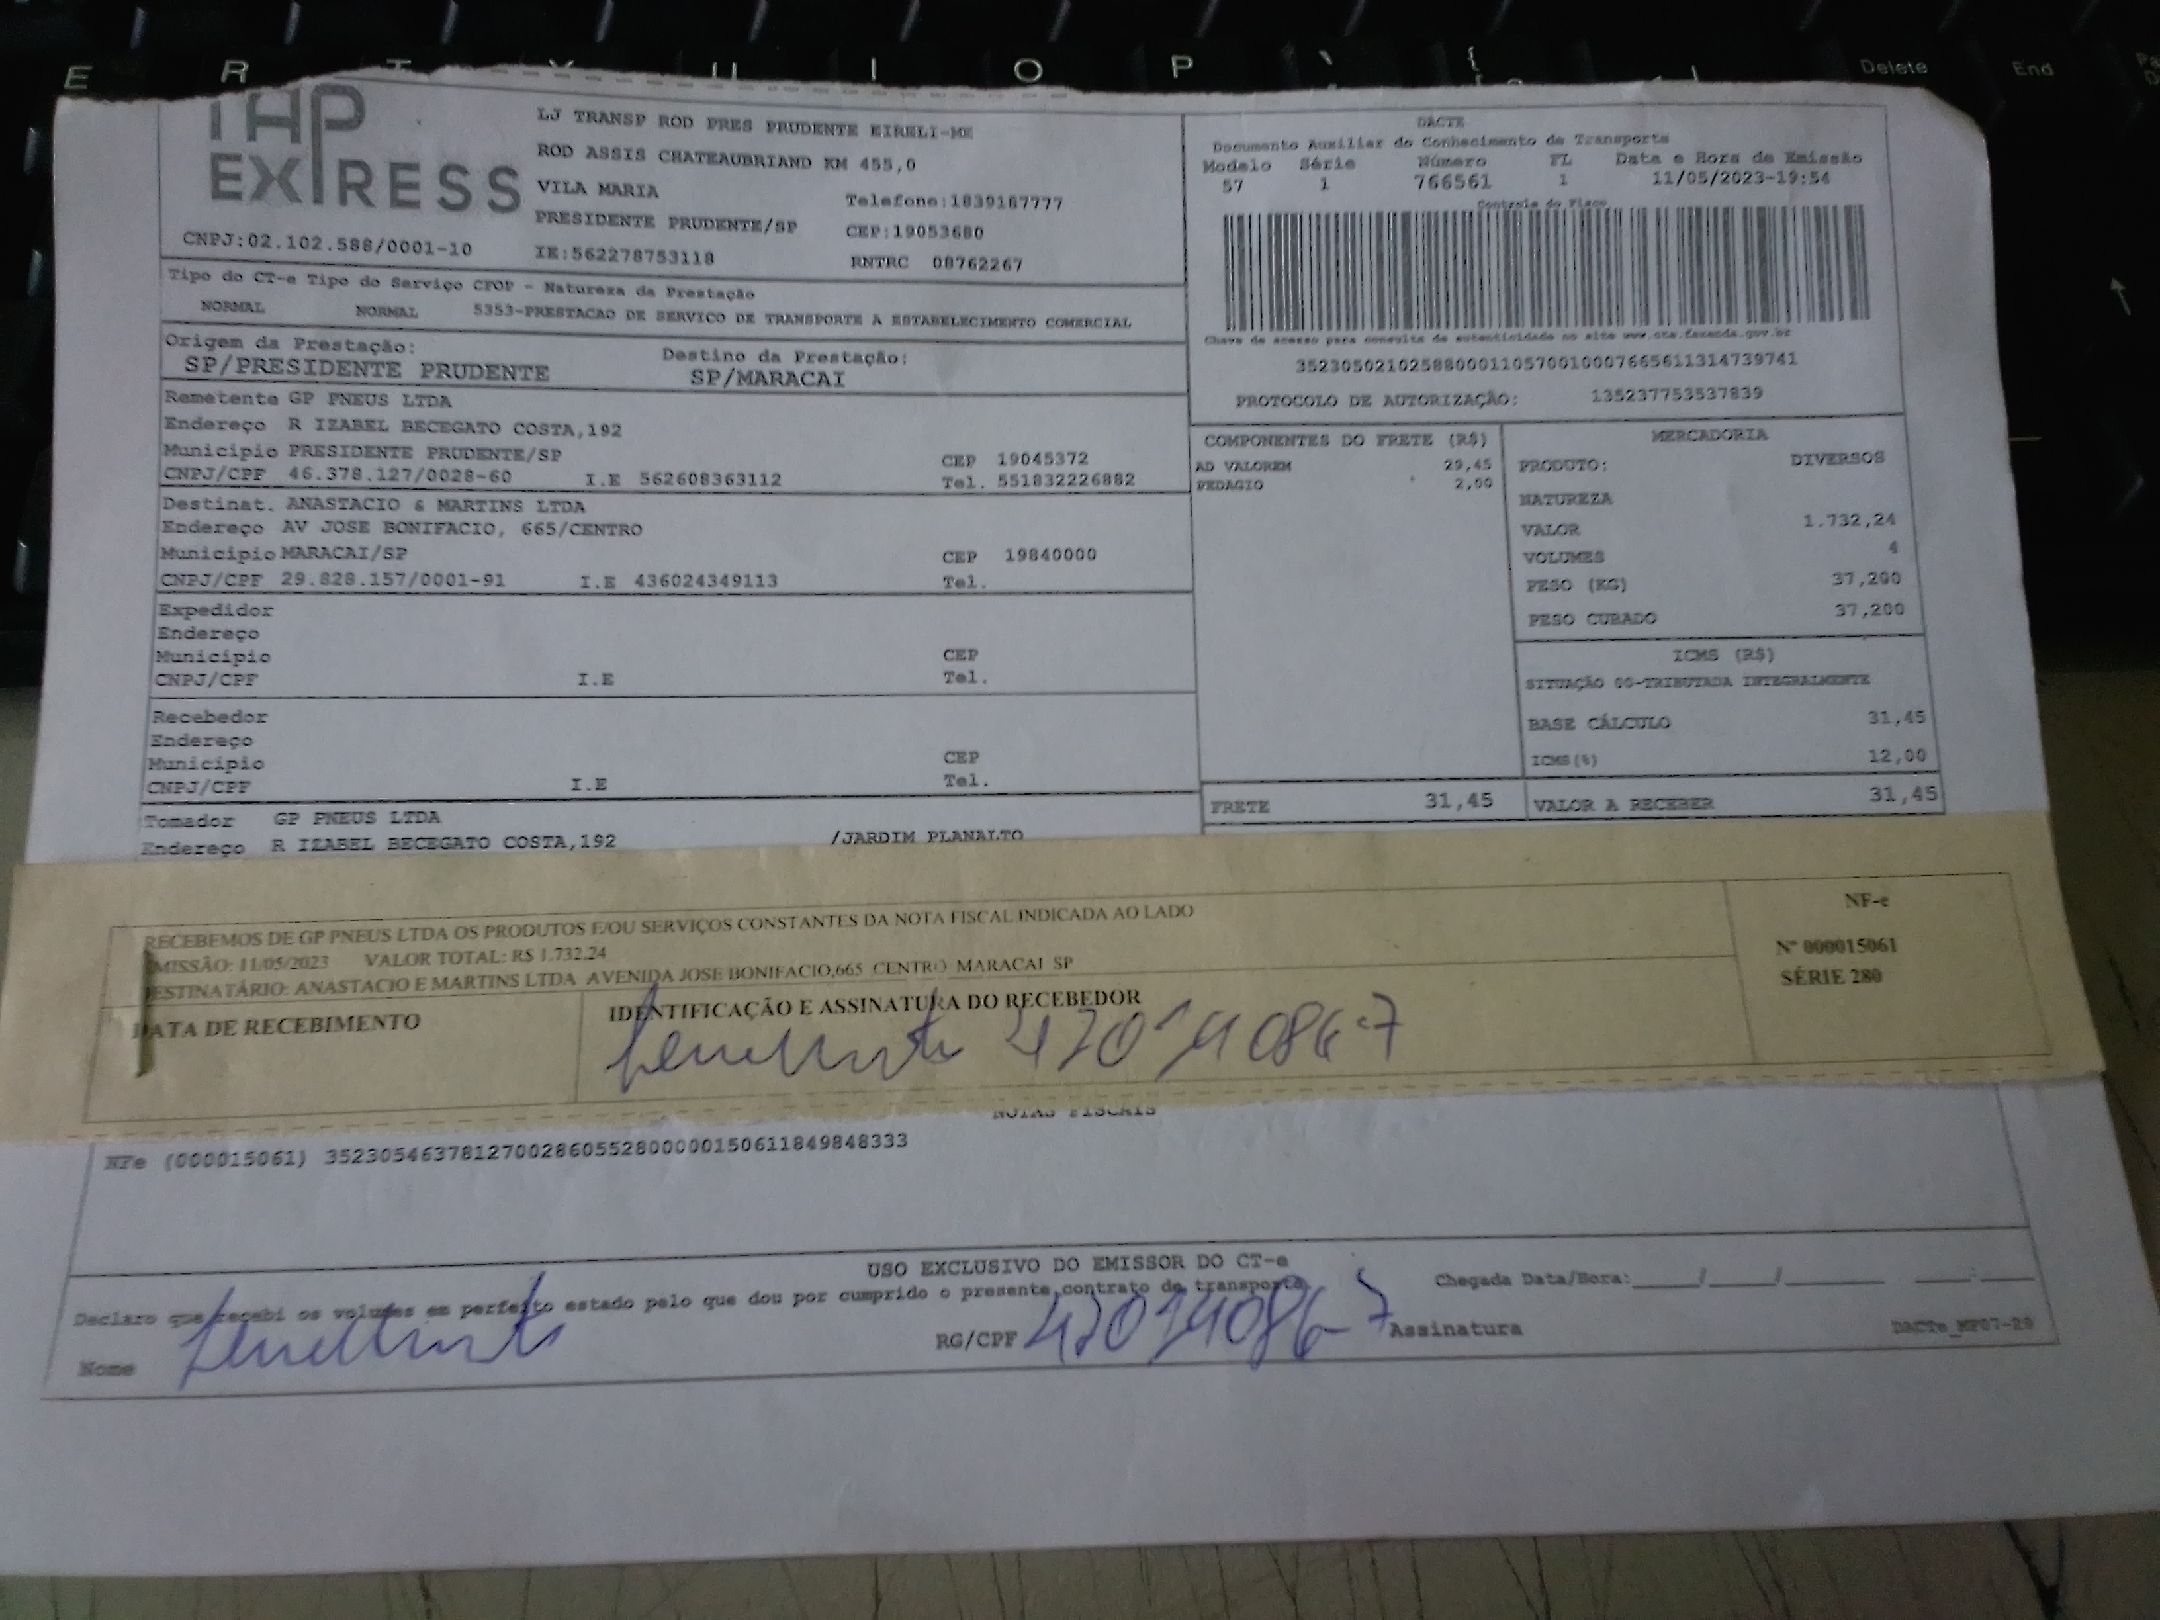 E R T Y U I O P Delete End
THP
EXPRESS
CNPJ:02.102.588/0001-10
LJ TRANSP ROD PRES PRUDENTE EIRELI-ME
ROD ASSIS CHATEAUBRIAND KM 455,0
VILA MARIA Telefone:1839187777
PRESIDENTE PRUDENTE/SP CEP:19053680
IE:562278753118 RNTRC 08762267
DACTE
Documento Auxiliar do Conhecimento de Transporte
Modelo Série Número FL Data e Hora de Emissão
57 1 766561 1 11/05/2023-19:54
Controle do Fisco
Chave de acesso para consulta de autenticidade no site www.cte.fazenda.gov.br
35230502102588000110570010007665611314739741
PROTOCOLO DE AUTORIZAÇÃO: 135237753537839
Tipo do CT-e Tipo do Serviço CFOP - Natureza da Prestação
NORMAL NORMAL 5353-PRESTACAO DE SERVICO DE TRANSPORTE A ESTABELECIMENTO COMERCIAL
Origem da Prestação: Destino da Prestação:
SP/PRESIDENTE PRUDENTE SP/MARACAI
Remetente GP PNEUS LTDA
Endereço R IZABEL BECEGATO COSTA,192
Município PRESIDENTE PRUDENTE/SP CEP 19045372
CNPJ/CPF 46.378.127/0028-60 I.E 562608363112 Tel. 551832226882
Destinat. ANASTACIO & MARTINS LTDA
Endereço AV JOSE BONIFACIO, 665/CENTRO
Município MARACAI/SP CEP 19840000
CNPJ/CPF 29.828.157/0001-91 I.E 436024349113 Tel.
Expedidor
Endereço
Município CEP
CNPJ/CPF I.E Tel.
Recebedor
Endereço
Município CEP
CNPJ/CPF I.E Tel.
Tomador GP PNEUS LTDA
Endereço R IZABEL BECEGATO COSTA,192 /JARDIM PLANALTO
COMPONENTES DO FRETE (R$)
AD VALOREM 29,45
PEDAGIO 2,00
FRETE 31,45
MERCADORIA
PRODUTO: DIVERSOS
NATUREZA
VALOR 1.732,24
VOLUMES 4
PESO (KG) 37,200
PESO CUBADO 37,200
ICMS (R$)
SITUAÇÃO 00-TRIBUTADA INTEGRALMENTE
BASE CÁLCULO 31,45
ICMS(%) 12,00
VALOR A RECEBER 31,45
RECEBEMOS DE GP PNEUS LTDA OS PRODUTOS E/OU SERVIÇOS CONSTANTES DA NOTA FISCAL INDICADA AO LADO
EMISSÃO: 11/05/2023 VALOR TOTAL: R$ 1.732,24
DESTINATÁRIO: ANASTACIO E MARTINS LTDA AVENIDA JOSE BONIFACIO,665 CENTRO MARACAI SP
DATA DE RECEBIMENTO IDENTIFICAÇÃO E ASSINATURA DO RECEBEDOR
NF-e
Nº 000015061
SÉRIE 280
NOTAS FISCAIS
NFe (000015061) 35230546378127002860552800000150611849848333
USO EXCLUSIVO DO EMISSOR DO CT-e
Declaro que recebi os volumes em perfeito estado pelo que dou por cumprido o presente contrato de transporte Chegada Data/Hora:____/____/______ ____:____
Nome RG/CPF Assinatura DACTe_MP07-29